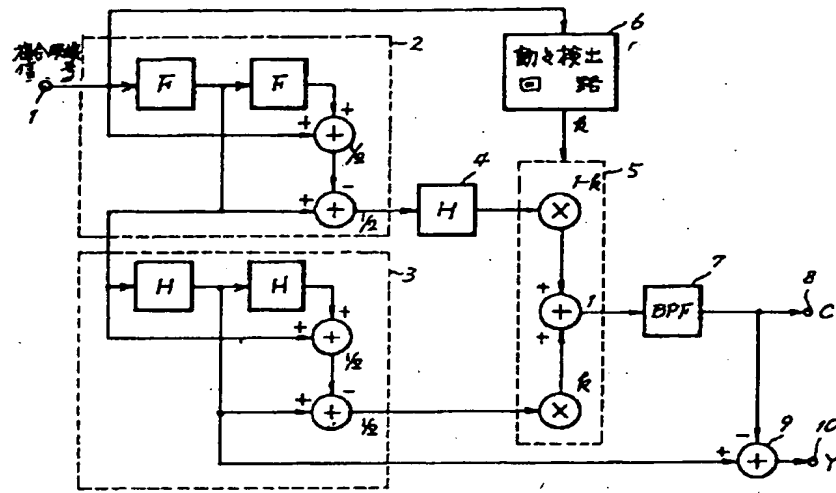 複合映像
信号
1
2
F
F
+
+
+
1/2
−
+
+
1/2
4
H
6
動き検出
回 路
k
5
1-k
×
+
+
+
1
k
×
7
BPF
8
C
3
H
H
+
+
+
1/2
−
+
+
1/2
−
+
+
9
10
Y